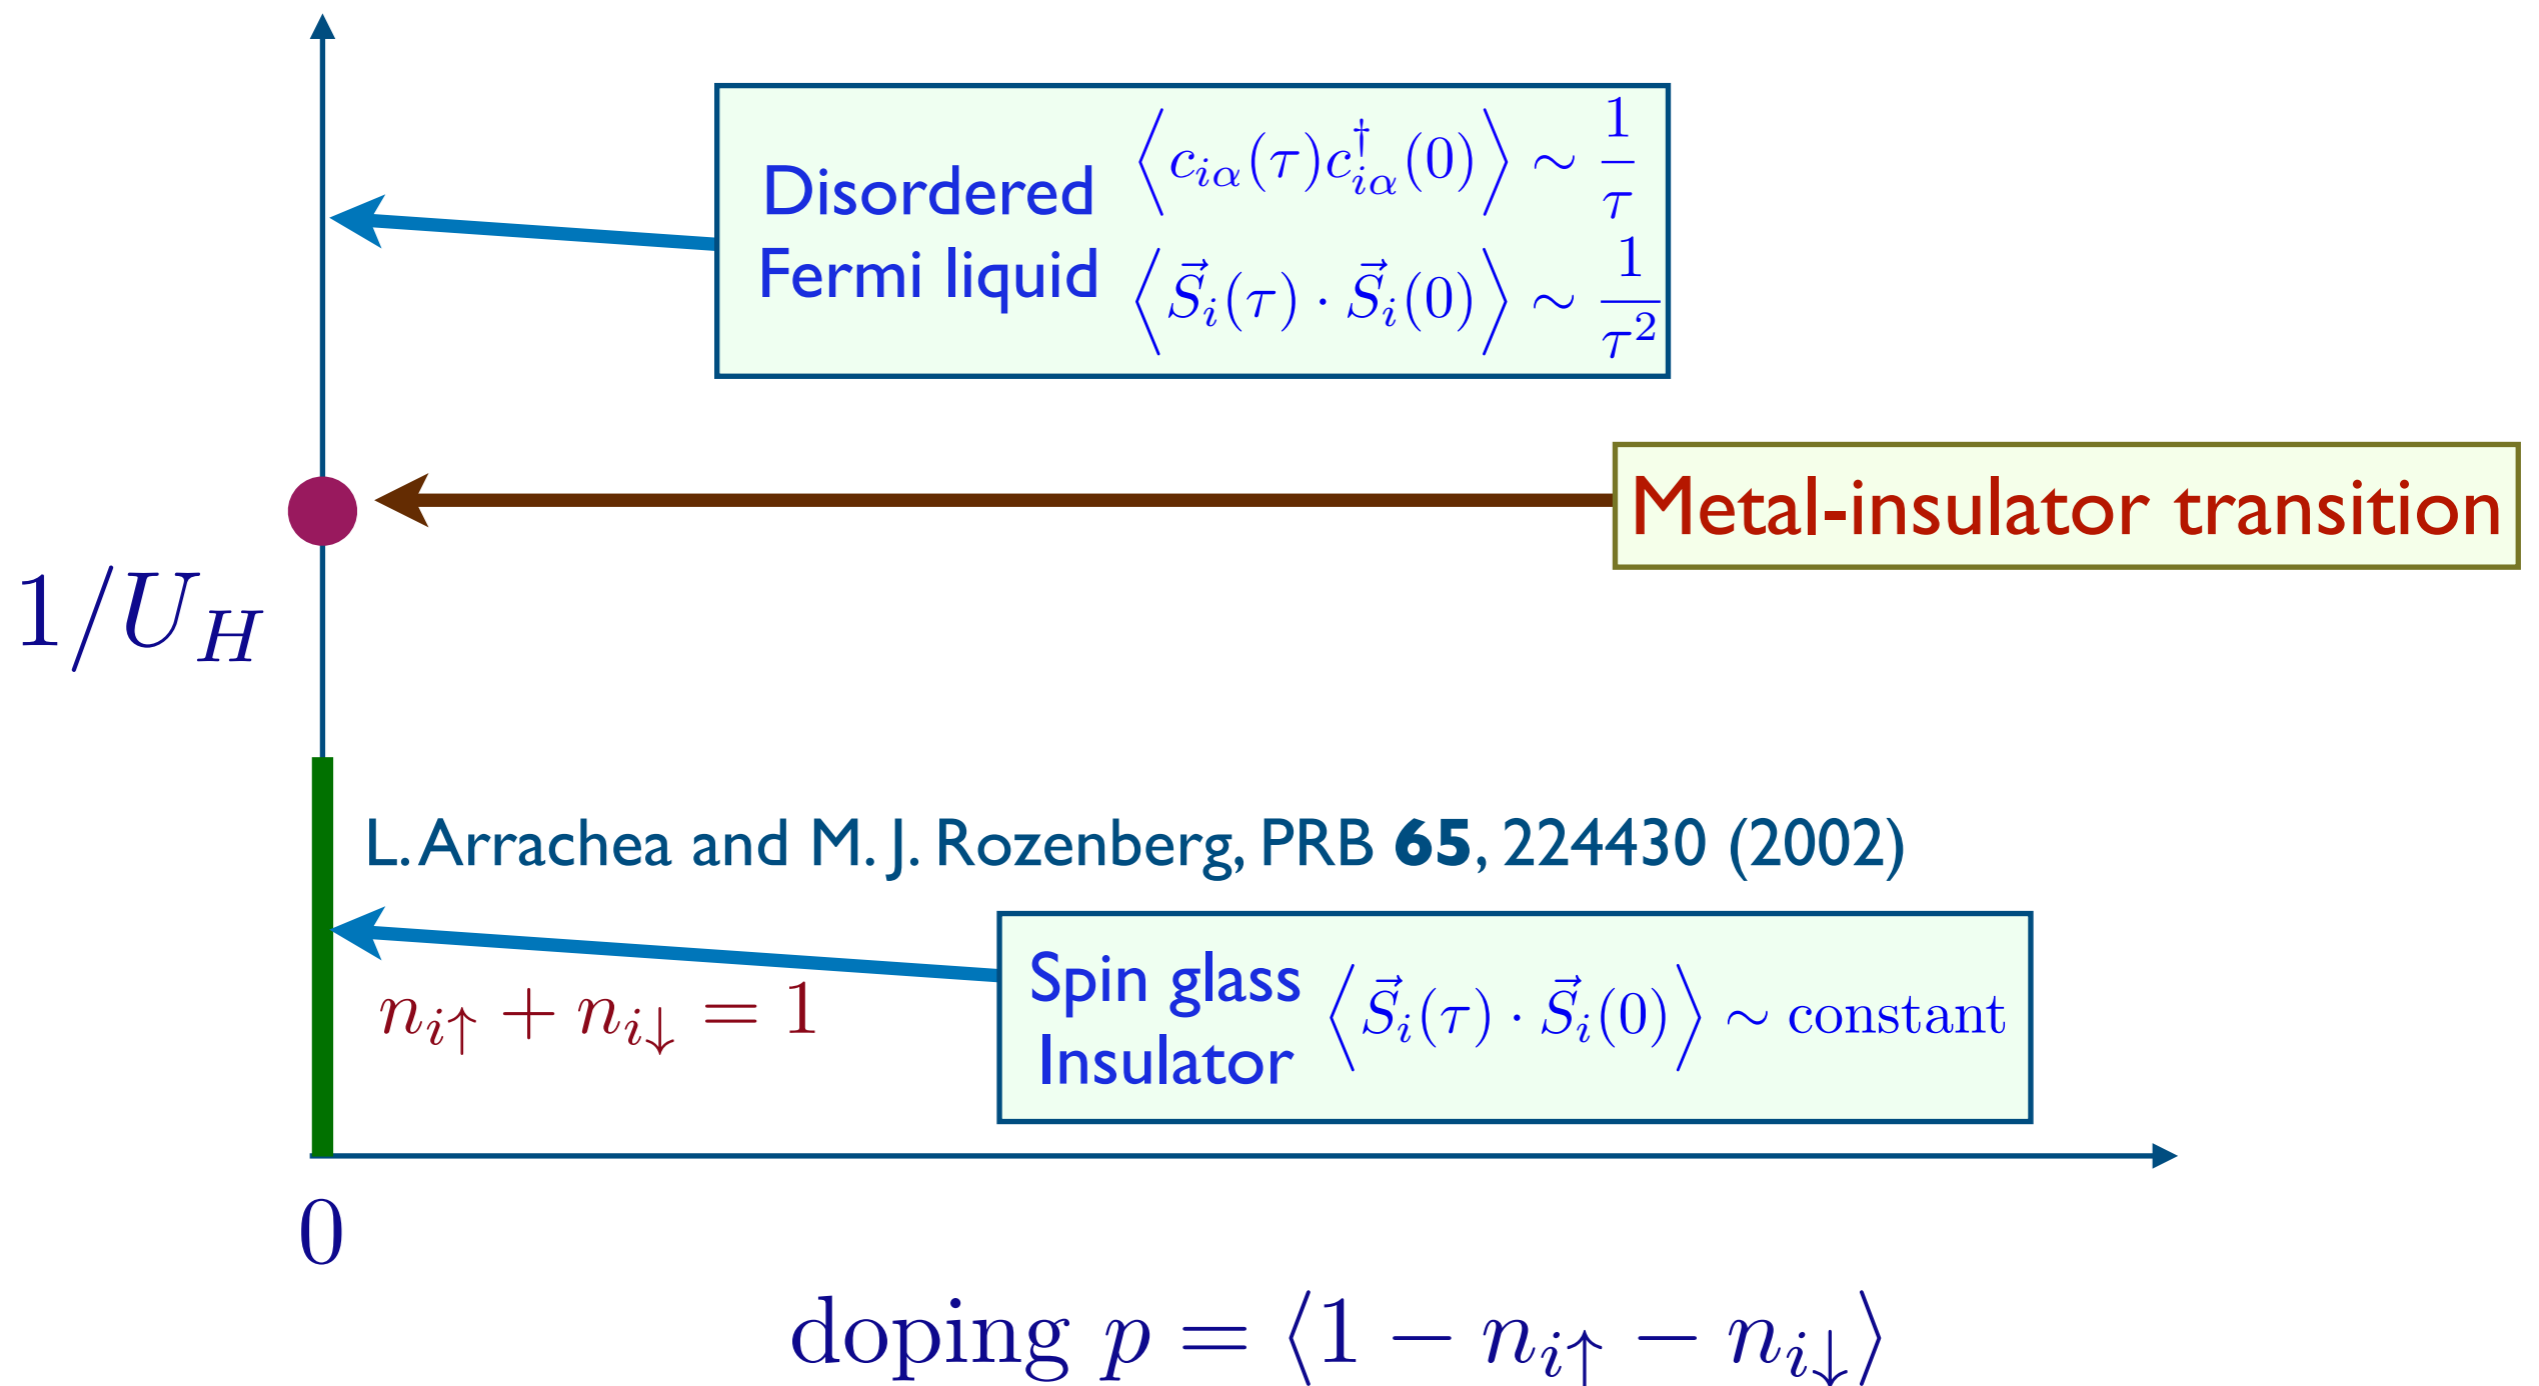 Disordered
Fermi liquid
⟨c_{iα}(τ)c†_{iα}(0)⟩ ∼ 1/τ
⟨S⃗_i(τ) · S⃗_i(0)⟩ ∼ 1/τ²
Metal-insulator transition
1/U_H
L. Arrachea and M. J. Rozenberg, PRB 65, 224430 (2002)
n_{i↑} + n_{i↓} = 1
Spin glass
Insulator
⟨S⃗_i(τ) · S⃗_i(0)⟩ ∼ constant
0
doping p = ⟨1 − n_{i↑} − n_{i↓}⟩